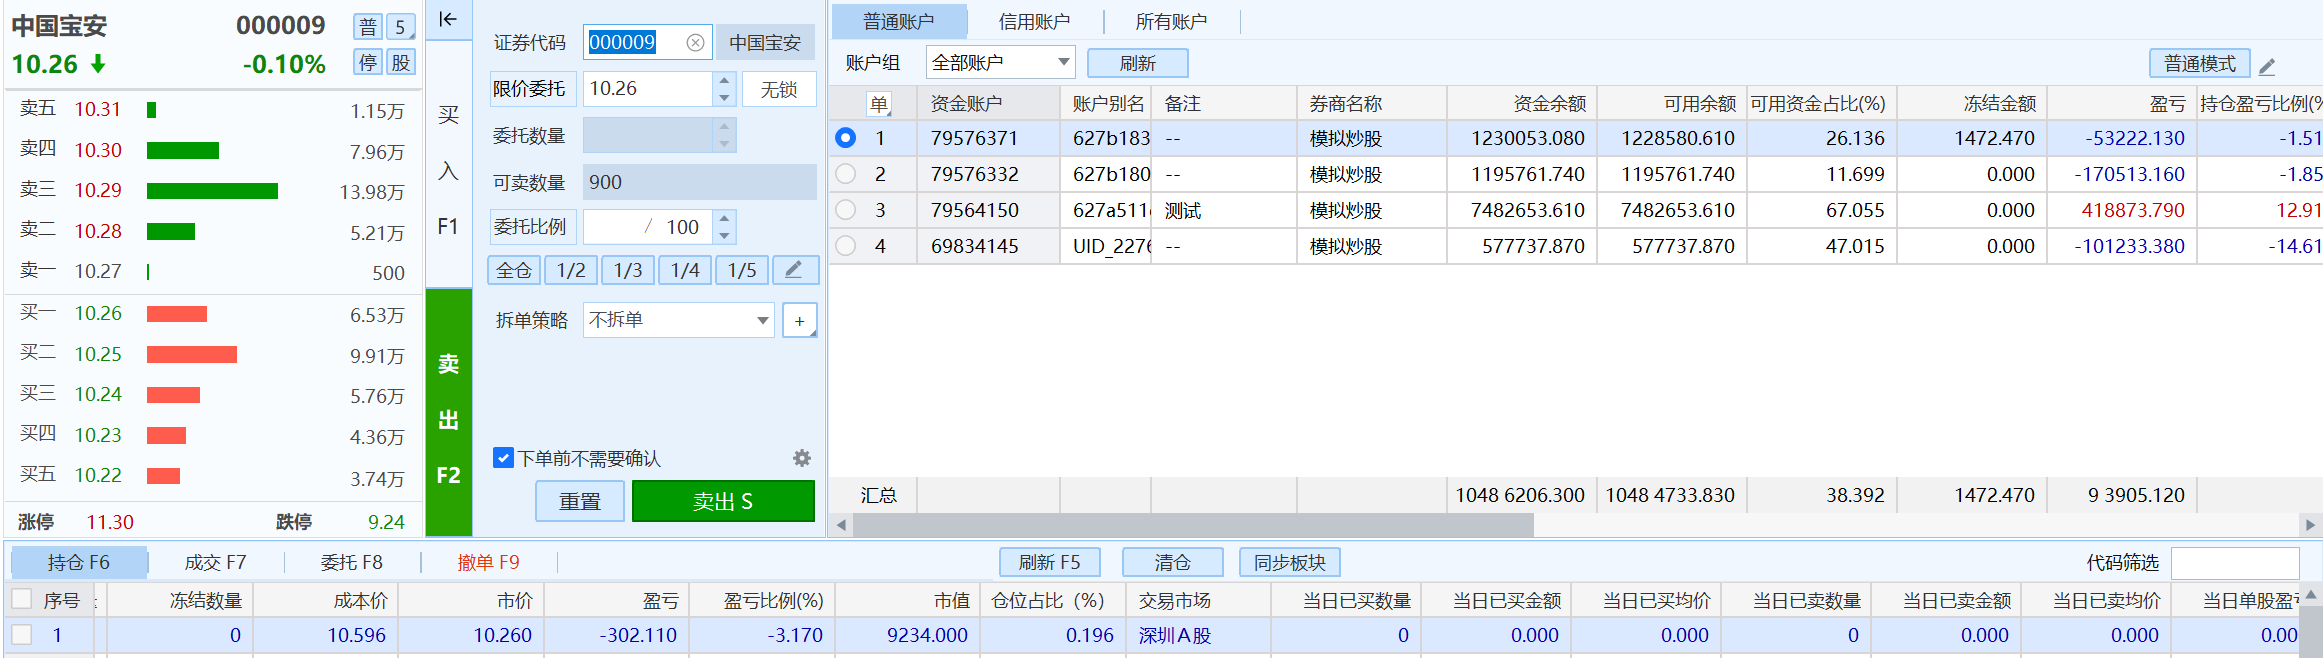 中国宝安 000009 普 5
10.26 -0.10% 停 股
卖五 10.31 1.15万
卖四 10.30 7.96万
卖三 10.29 13.98万
卖二 10.28 5.21万
卖一 10.27 500
买一 10.26 6.53万
买二 10.25 9.91万
买三 10.24 5.76万
买四 10.23 4.36万
买五 10.22 3.74万
涨停 11.30 跌停 9.24
买入 F1
卖出 F2
证券代码 000009 中国宝安
限价委托 10.26 无锁
委托数量
可卖数量 900
委托比例 / 100
全仓 1/2 1/3 1/4 1/5
拆单策略 不拆单 +
下单前不需要确认
重置 卖出 S
普通账户 信用账户 所有账户
账户组 全部账户 刷新 普通模式
单 资金账户 账户别名 备注 券商名称 资金余额 可用余额 可用资金占比(%) 冻结金额 盈亏 持仓盈亏比例(%
1 79576371 627b183 -- 模拟炒股 1230053.080 1228580.610 26.136 1472.470 -53222.130 -1.51
2 79576332 627b180 -- 模拟炒股 1195761.740 1195761.740 11.699 0.000 -170513.160 -1.85
3 79564150 627a511 测试 模拟炒股 7482653.610 7482653.610 67.055 0.000 418873.790 12.91
4 69834145 UID_2276 -- 模拟炒股 577737.870 577737.870 47.015 0.000 -101233.380 -14.61
汇总 1048 6206.300 1048 4733.830 38.392 1472.470 9 3905.120
持仓 F6 成交 F7 委托 F8 撤单 F9 刷新 F5 清仓 同步板块 代码筛选
序号 冻结数量 成本价 市价 盈亏 盈亏比例(%) 市值 仓位占比（%） 交易市场 当日已买数量 当日已买金额 当日已买均价 当日已卖数量 当日已卖金额 当日已卖均价 当日单股盈亏
1 0 10.596 10.260 -302.110 -3.170 9234.000 0.196 深圳A股 0 0.000 0.000 0 0.000 0.000 0.00